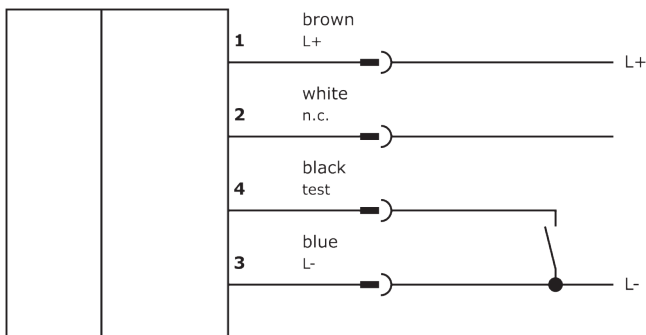 brown
1 L+
L+
white
2 n.c.
black
4 test
blue
3 L-
L-